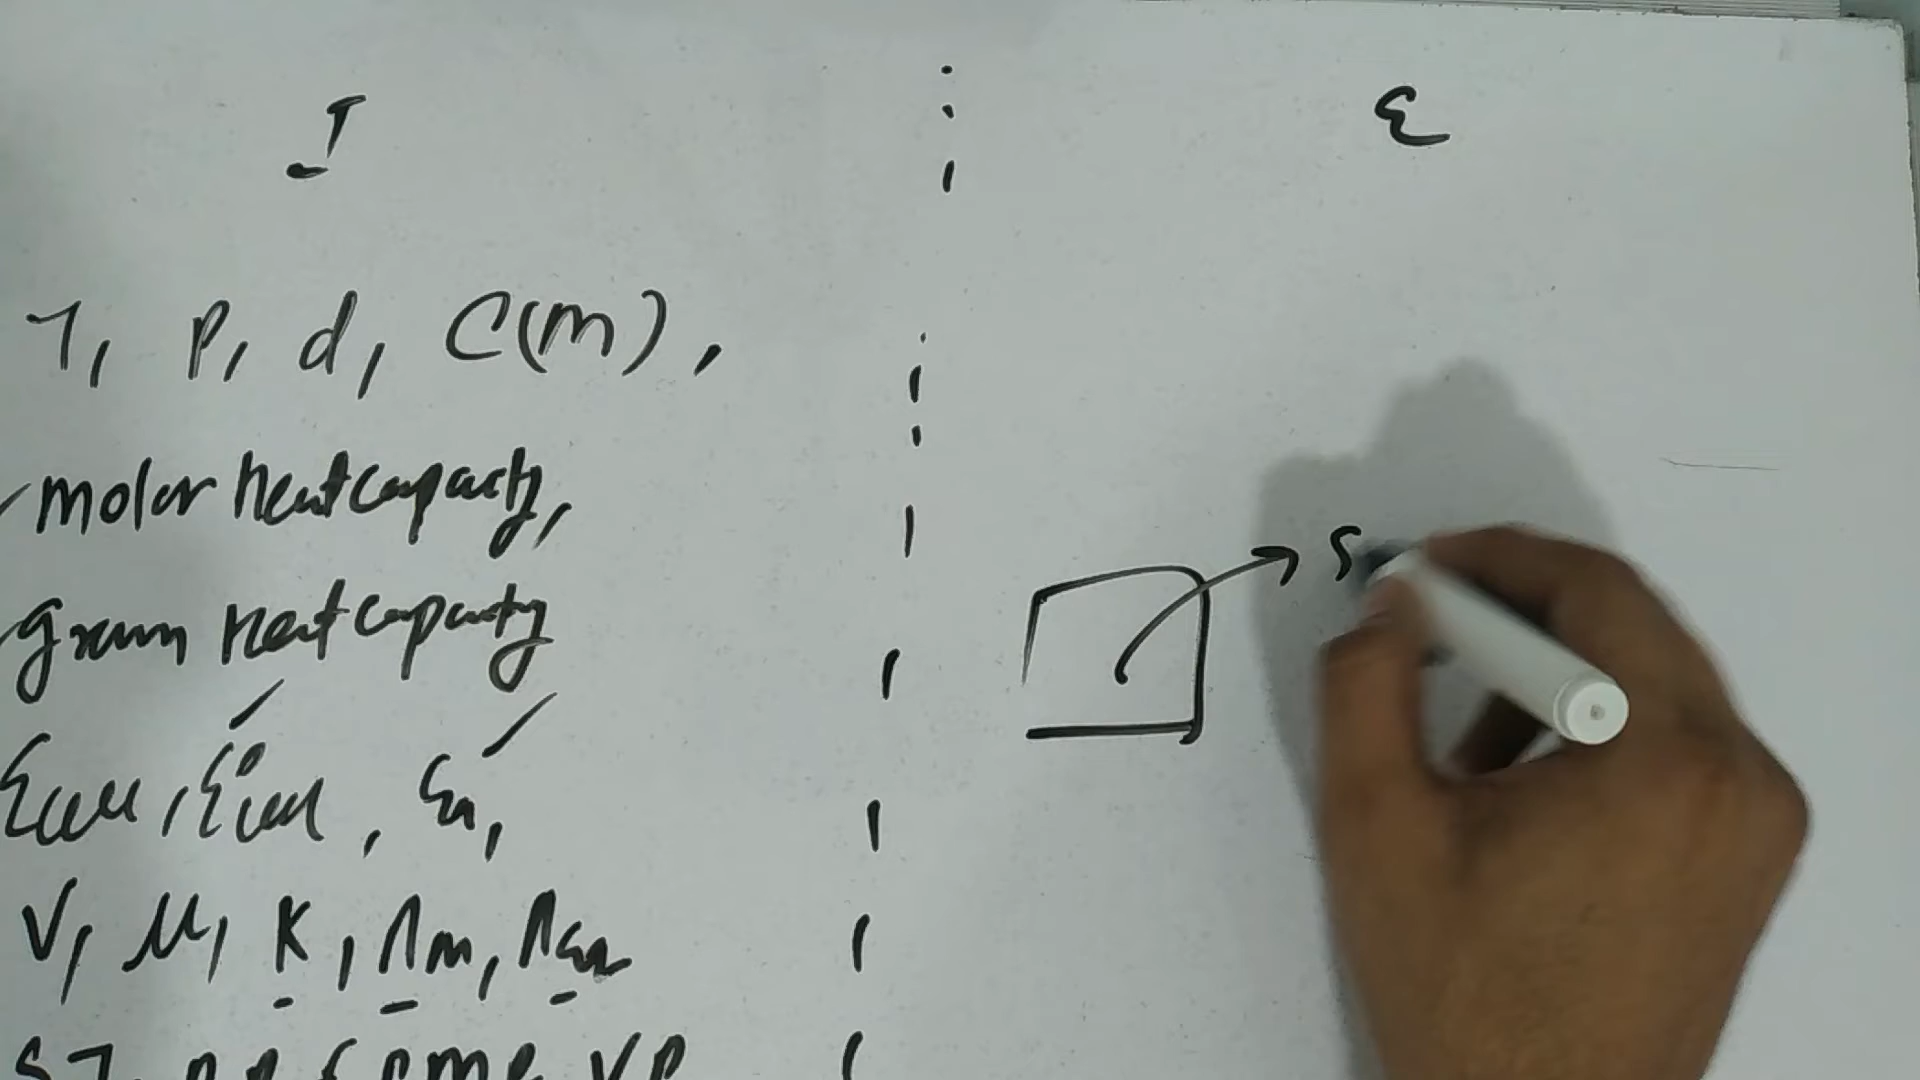 I
ε
T, P, d, C(M),
molar heat capacity,
gram heat capacity
Ecell, E°cell, En,
V, μ, K, Λm, Λeq
S